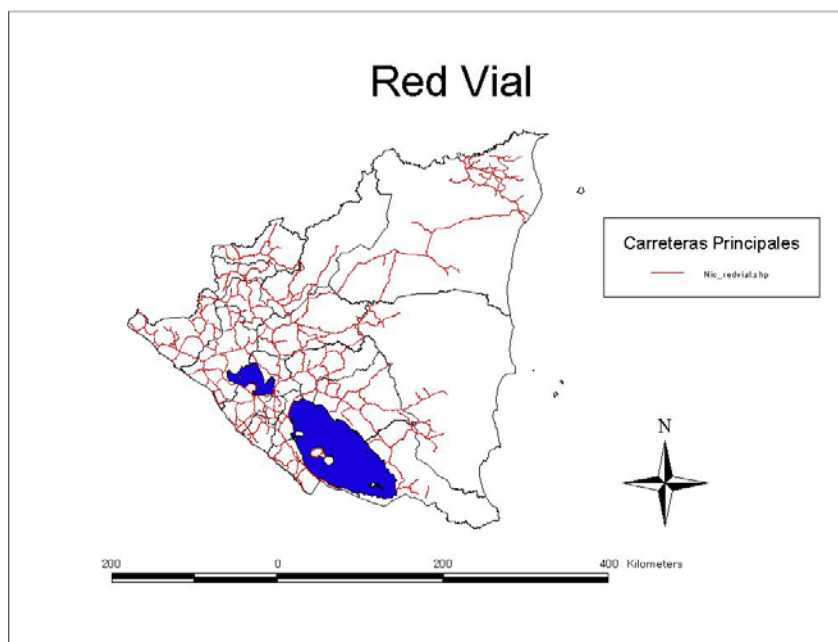 Red Vial
Carreteras Principales
Nic_redvial.shp
N
200 0 200 400 Kilometers